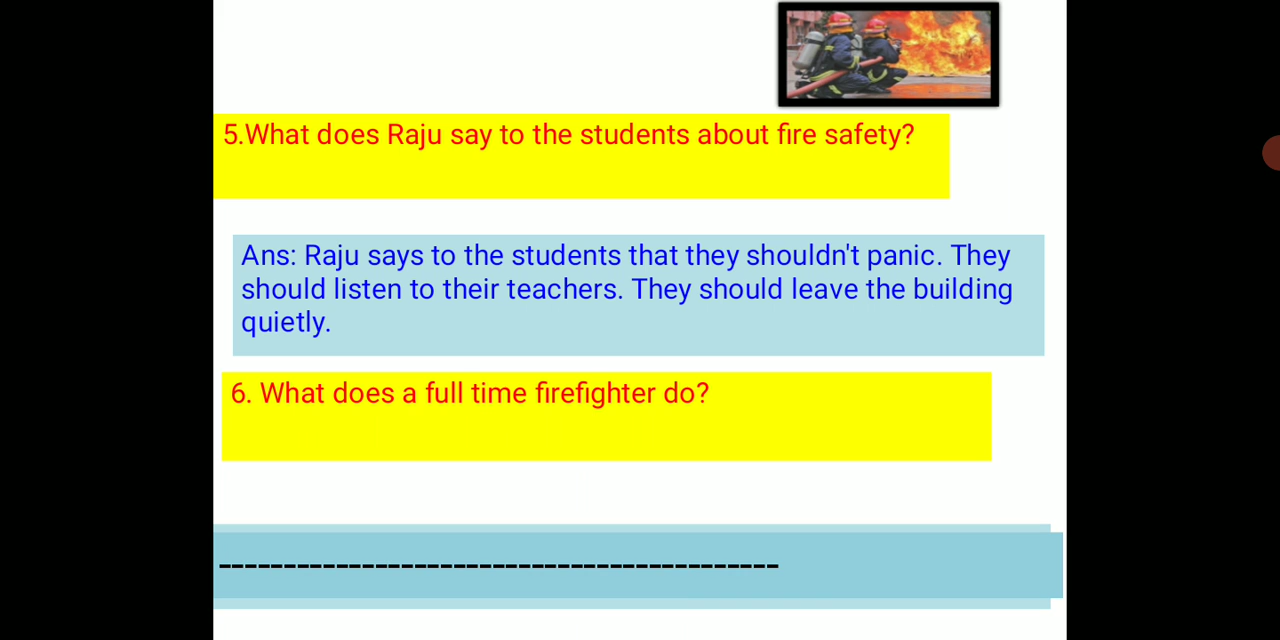 5.What does Raju say to the students about fire safety?
Ans: Raju says to the students that they shouldn't panic. They
should listen to their teachers. They should leave the building
quietly.
6. What does a full time firefighter do?
-------------------------------------------